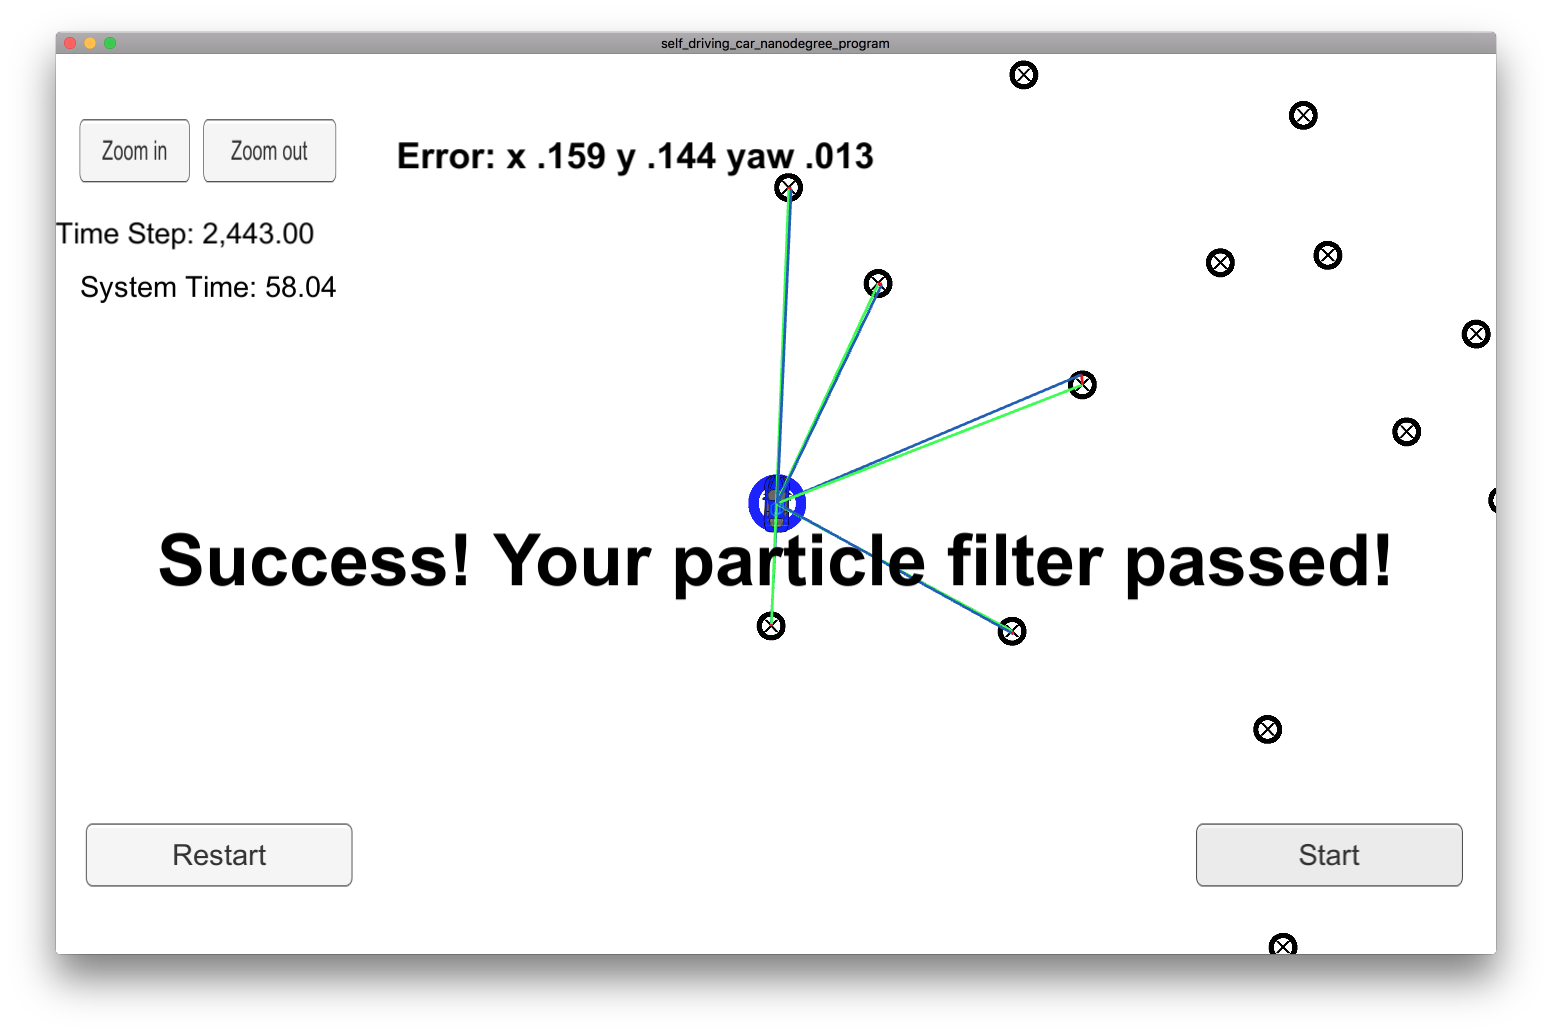 self_driving_car_nanodegree_program
Zoom in
Zoom out
Error: x .159 y .144 yaw .013
Time Step: 2,443.00
System Time: 58.04
Success! Your particle filter passed!
Restart
Start